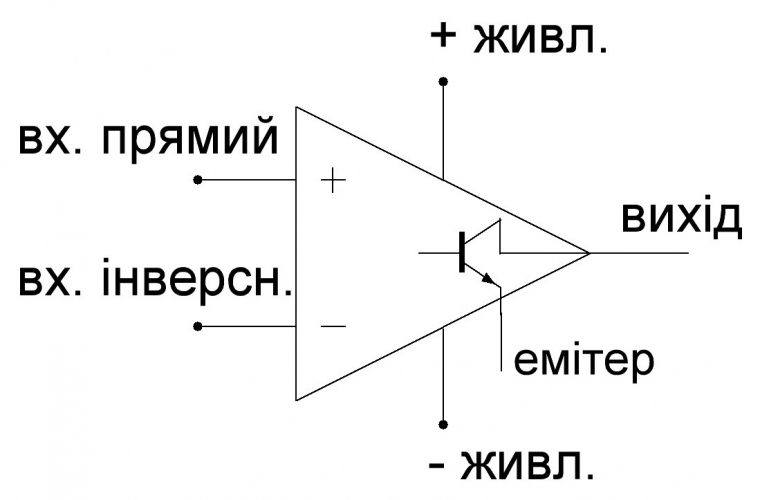 + живл.
вх. прямий
+
вихід
вх. інверсн.
−
емітер
- живл.